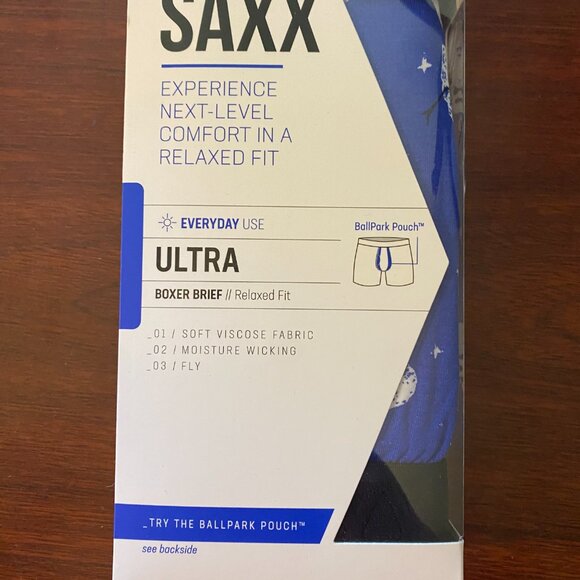 SAXX
EXPERIENCE
NEXT-LEVEL
COMFORT IN A
RELAXED FIT
EVERYDAY USE
BallPark Pouch™
ULTRA
BOXER BRIEF // Relaxed Fit
_01 / SOFT VISCOSE FABRIC
_02 / MOISTURE WICKING
_03 / FLY
_TRY THE BALLPARK POUCH™
see backside